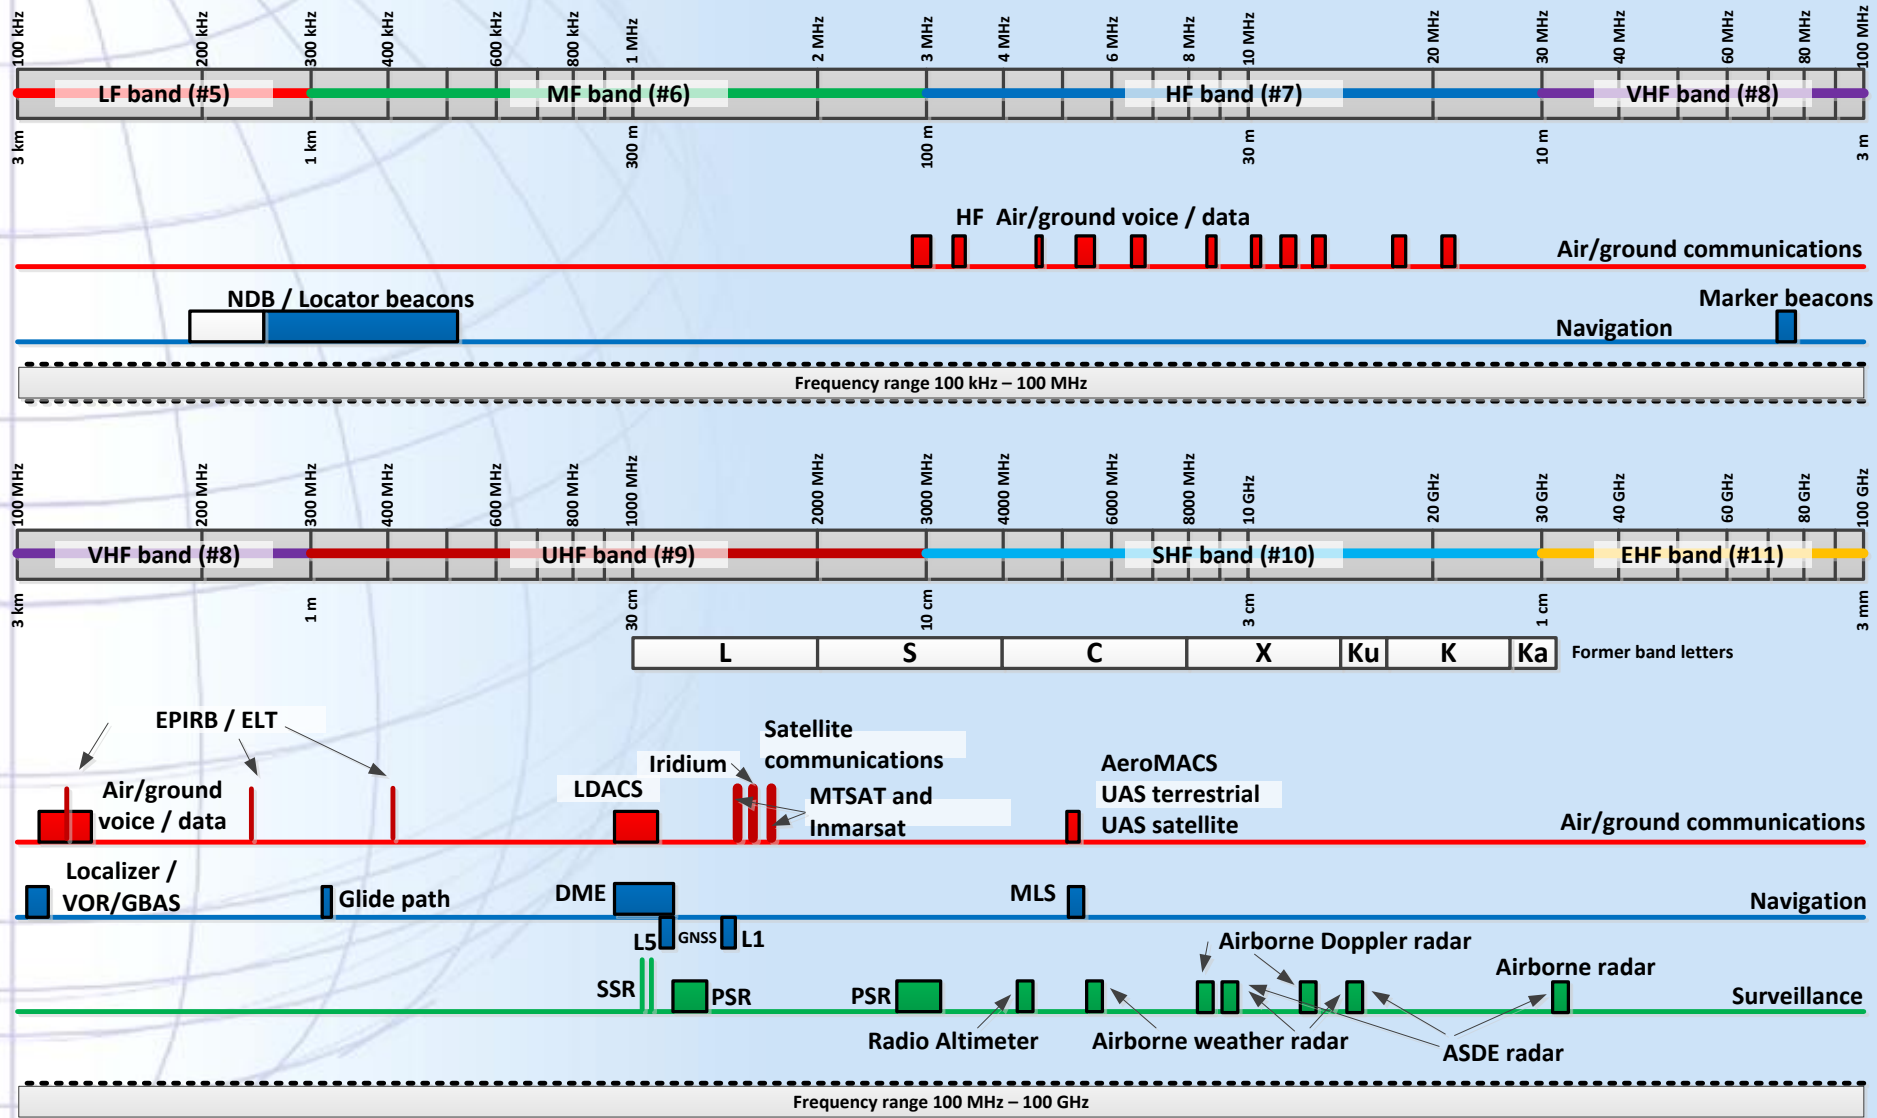 100 kHz
200 kHz
300 kHz
400 kHz
600 kHz
800 kHz
1 MHz
2 MHz
3 MHz
4 MHz
6 MHz
8 MHz
10 MHz
20 MHz
30 MHz
40 MHz
60 MHz
80 MHz
100 MHz
LF band (#5)
MF band (#6)
HF band (#7)
VHF band (#8)
3 km
1 km
300 m
100 m
30 m
10 m
3 m
HF Air/ground voice / data
Air/ground communications
NDB / Locator beacons
Marker beacons
Navigation
Frequency range 100 kHz – 100 MHz
100 MHz
200 MHz
300 MHz
400 MHz
600 MHz
800 MHz
1000 MHz
2000 MHz
3000 MHz
4000 MHz
6000 MHz
8000 MHz
10 GHz
20 GHz
30 GHz
40 GHz
60 GHz
80 GHz
100 GHz
VHF band (#8)
UHF band (#9)
SHF band (#10)
EHF band (#11)
3 km
1 m
30 cm
10 cm
3 cm
1 cm
3 mm
L
S
C
X
Ku
K
Ka
Former band letters
EPIRB / ELT
Air/ground
voice / data
LDACS
Iridium
Satellite
communications
MTSAT and
Inmarsat
AeroMACS
UAS terrestrial
UAS satellite
Air/ground communications
Localizer /
VOR/GBAS
Glide path
DME
MLS
Navigation
L5
GNSS
L1
Airborne Doppler radar
Airborne radar
SSR
PSR
PSR
Surveillance
Radio Altimeter
Airborne weather radar
ASDE radar
Frequency range 100 MHz – 100 GHz